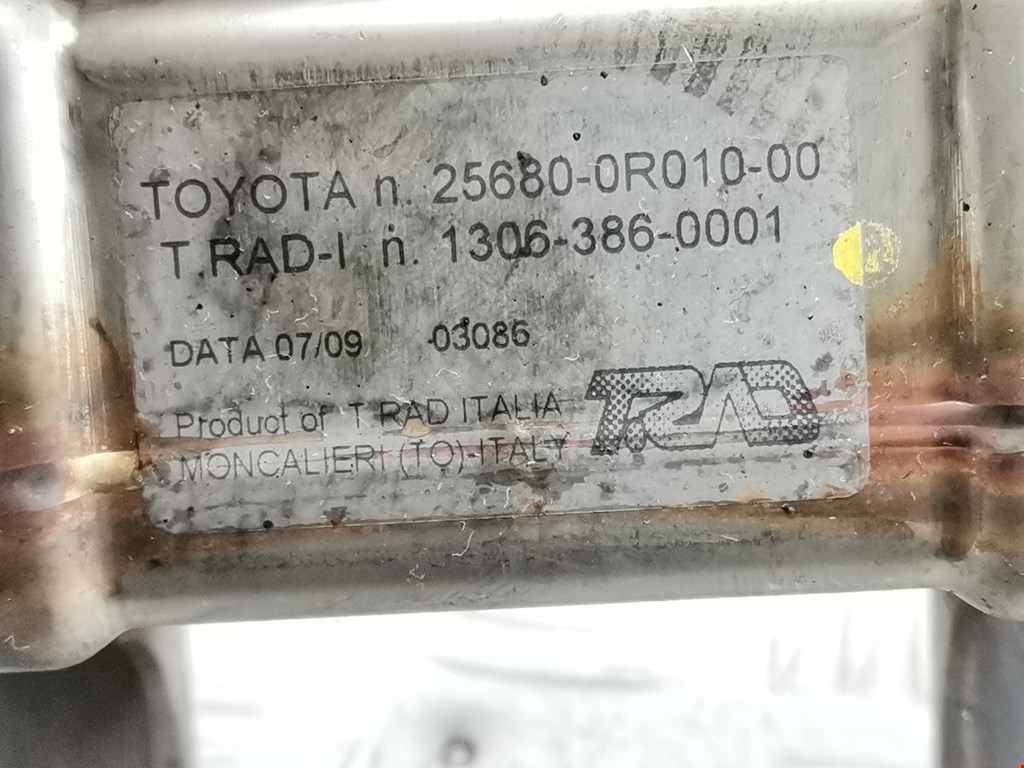 TOYOTA n. 25680-0R010-00
T.RAD-I n. 1306-386-0001
DATA 07/09 03086
Product of T.RAD ITALIA
MONCALIERI (TO)-ITALY
T.RAD